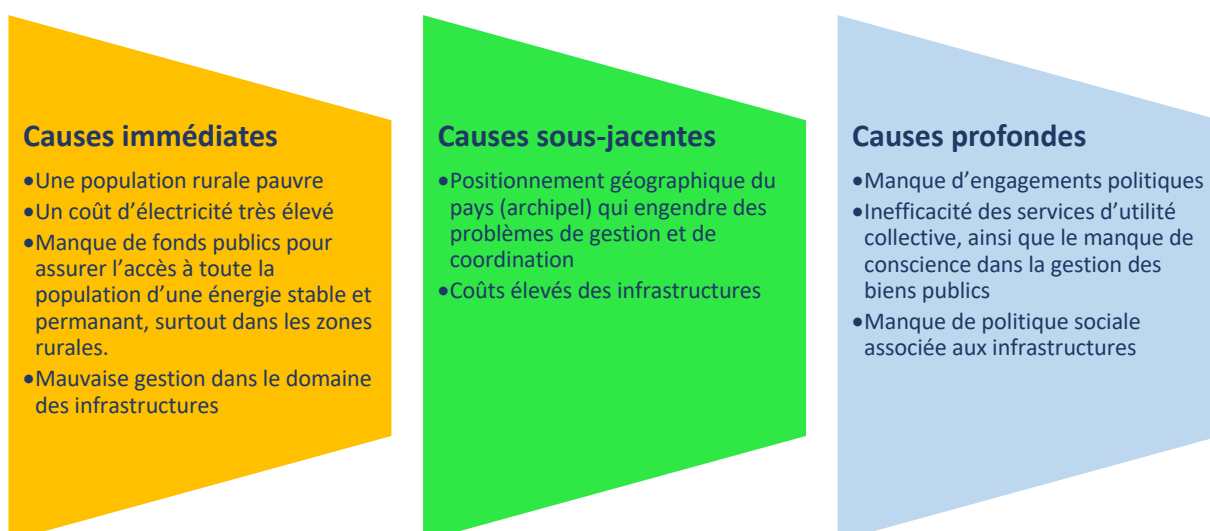 Causes immédiates
•Une population rurale pauvre
•Un coût d’électricité très élevé
•Manque de fonds publics pour
assurer l’accès à toute la
population d’une énergie stable et
permanant, surtout dans les zones
rurales.
•Mauvaise gestion dans le domaine
des infrastructures
Causes sous-jacentes
•Positionnement géographique du
pays (archipel) qui engendre des
problèmes de gestion et de
coordination
•Coûts élevés des infrastructures
Causes profondes
•Manque d’engagements politiques
•Inefficacité des services d’utilité
collective, ainsi que le manque de
conscience dans la gestion des
biens publics
•Manque de politique sociale
associée aux infrastructures